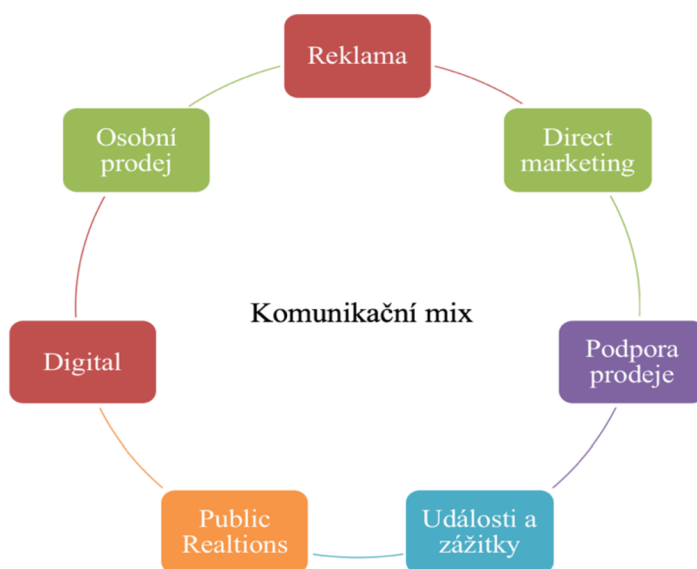 Reklama
Direct
marketing
Podpora
prodeje
Události a
zážitky
Public
Realtions
Digital
Osobní
prodej
Komunikační mix